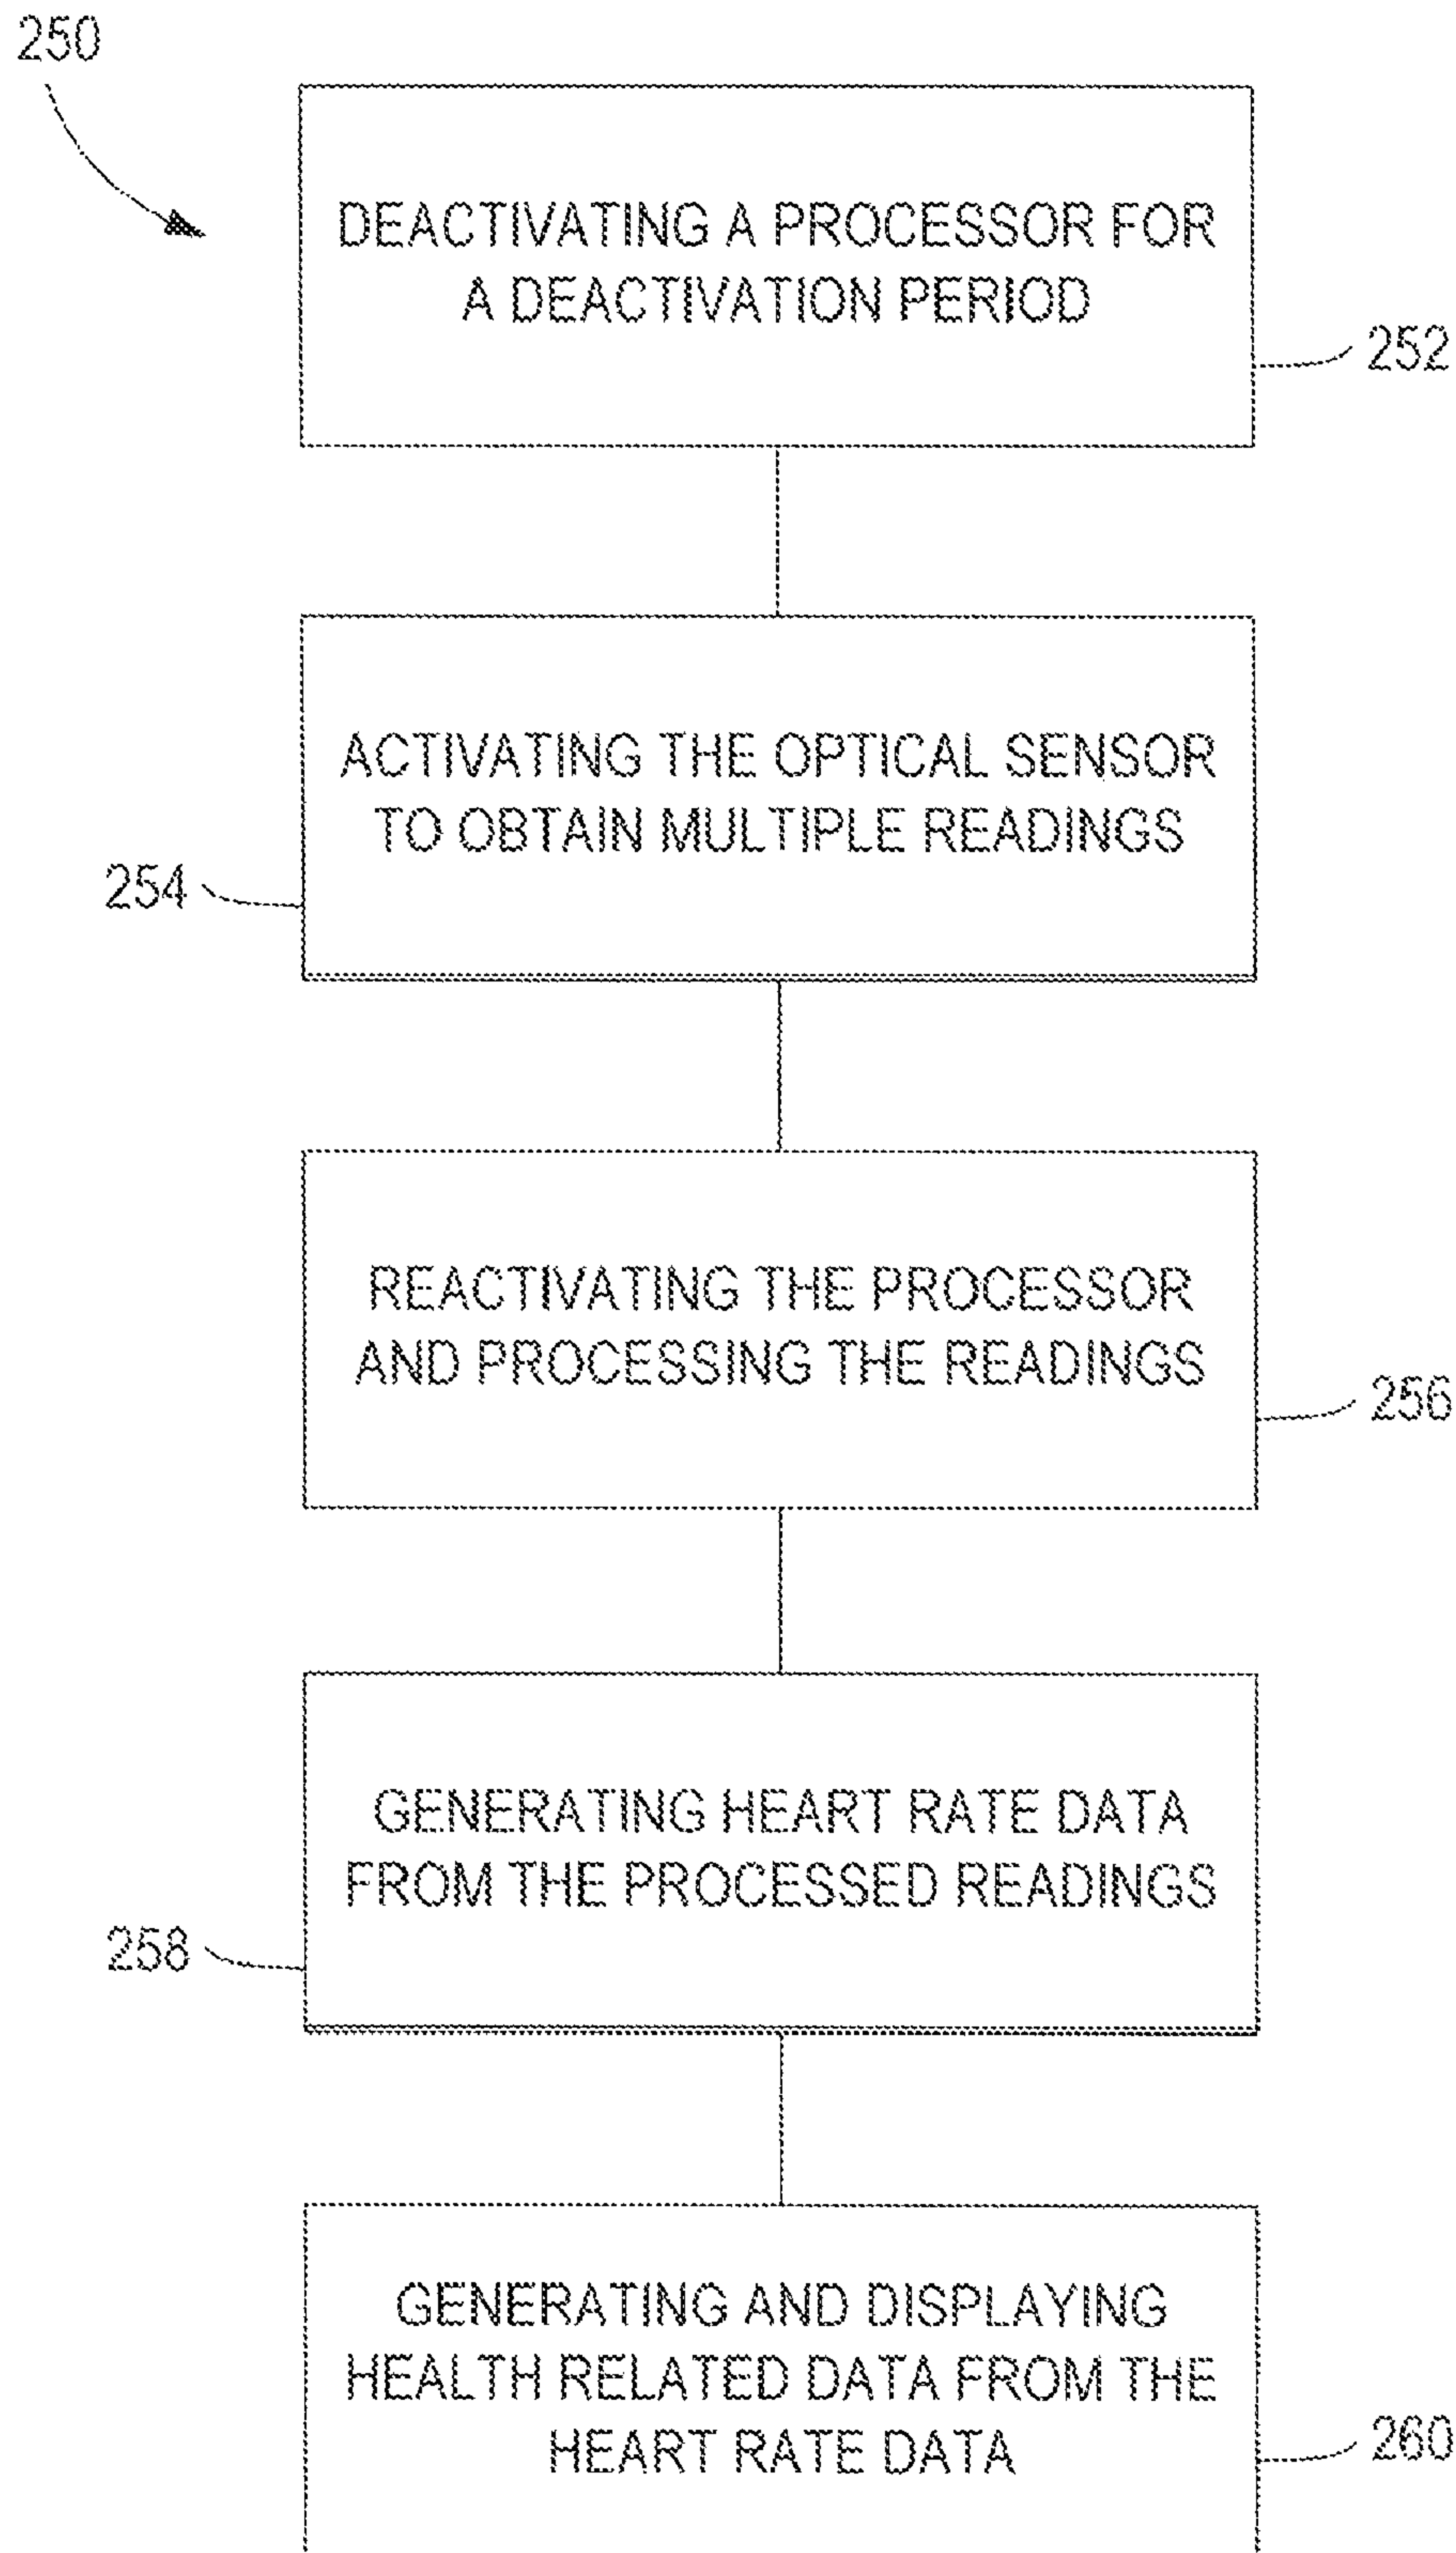 250
DEACTIVATING A PROCESSOR FOR
A DEACTIVATION PERIOD
252
ACTIVATING THE OPTICAL SENSOR
TO OBTAIN MULTIPLE READINGS
254
REACTIVATING THE PROCESSOR
AND PROCESSING THE READINGS
256
GENERATING HEART RATE DATA
FROM THE PROCESSED READINGS
258
GENERATING AND DISPLAYING
HEALTH RELATED DATA FROM THE
HEART RATE DATA
260